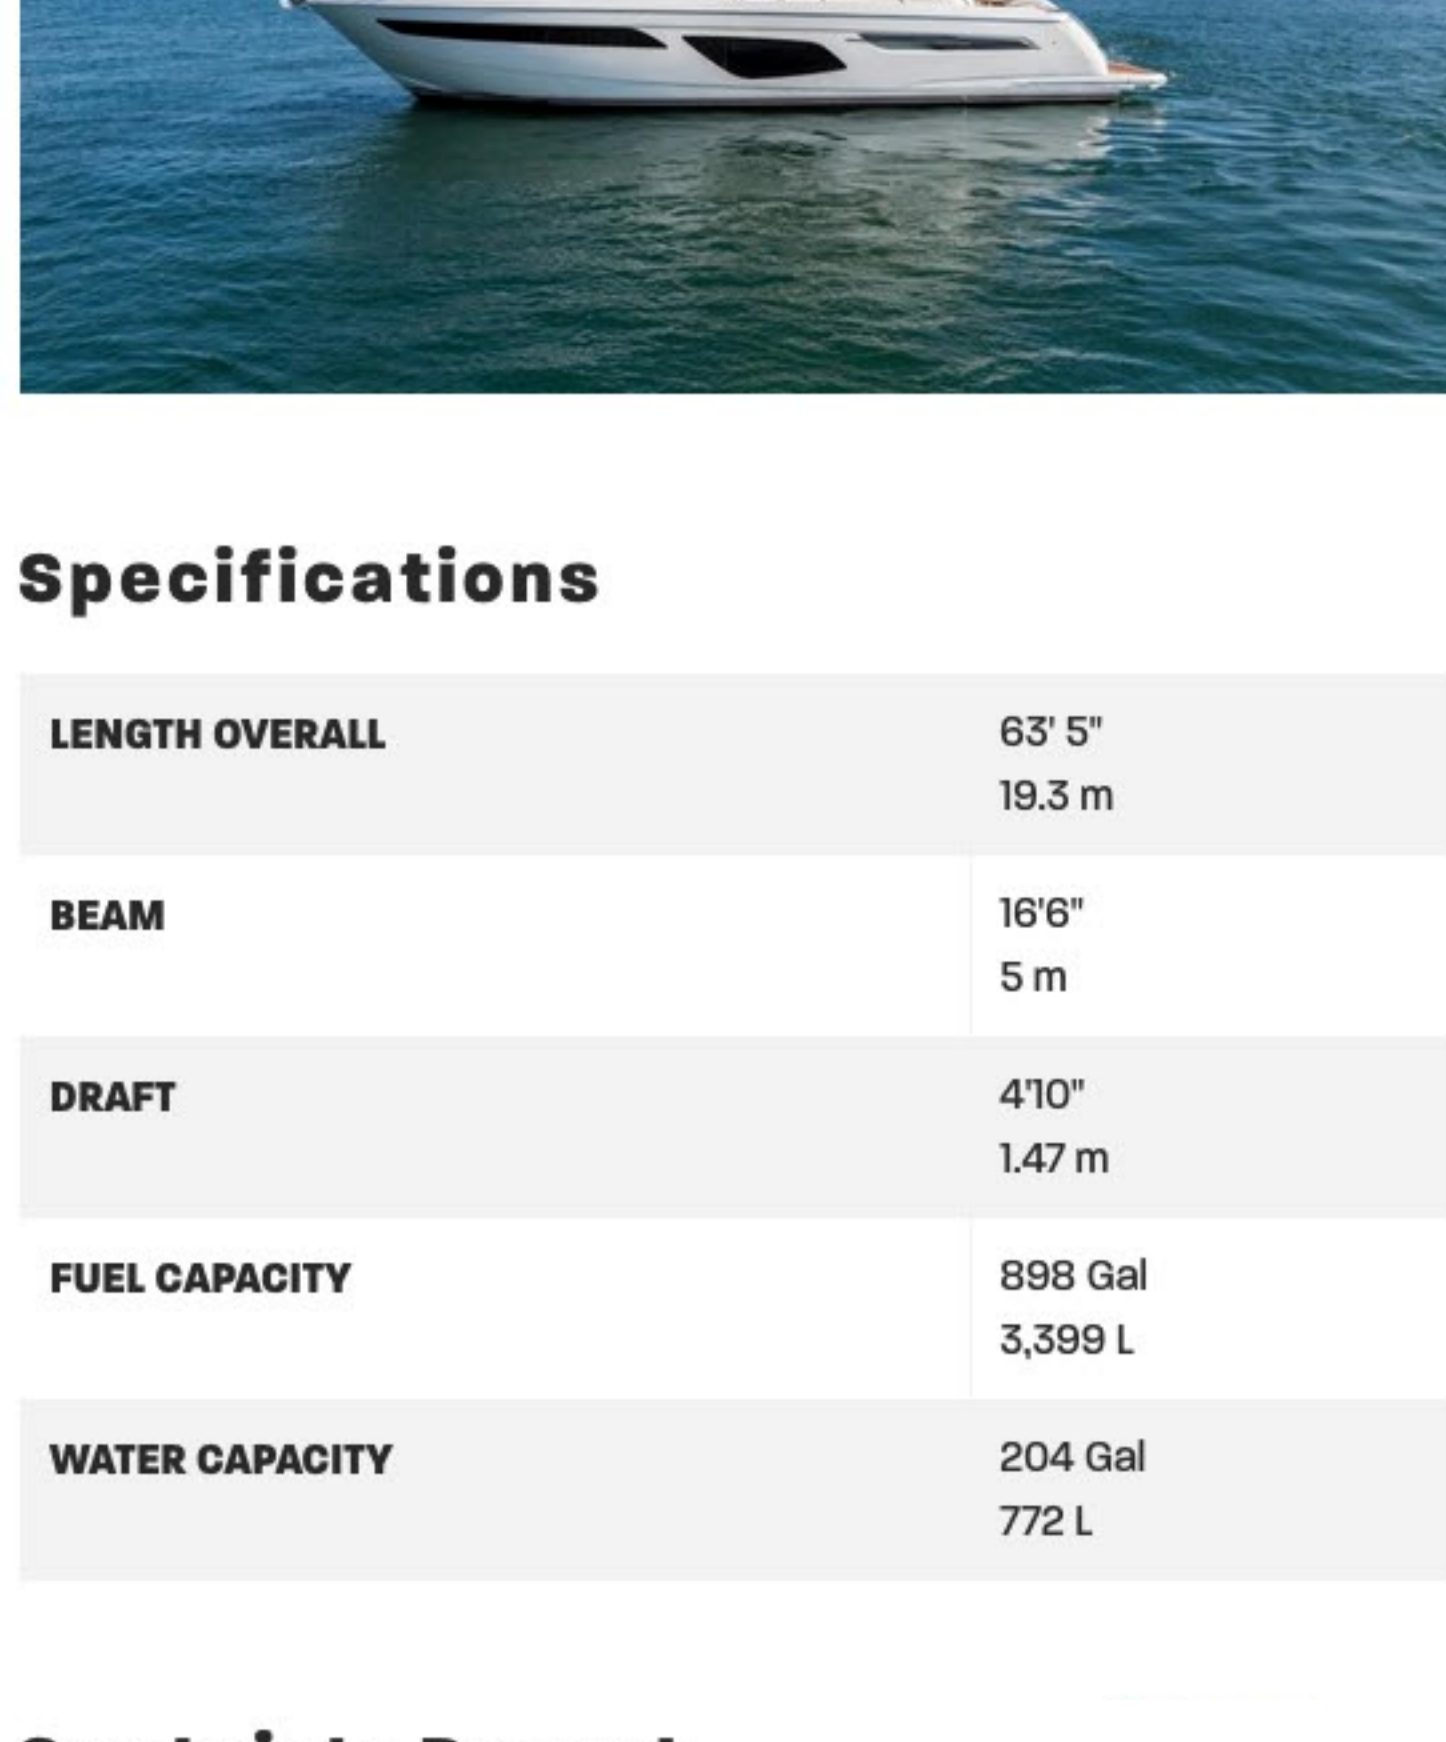 Specifications
LENGTH OVERALL
63' 5"
19.3 m
BEAM
16'6"
5 m
DRAFT
4'10"
1.47 m
FUEL CAPACITY
898 Gal
3,399 L
WATER CAPACITY
204 Gal
772 L